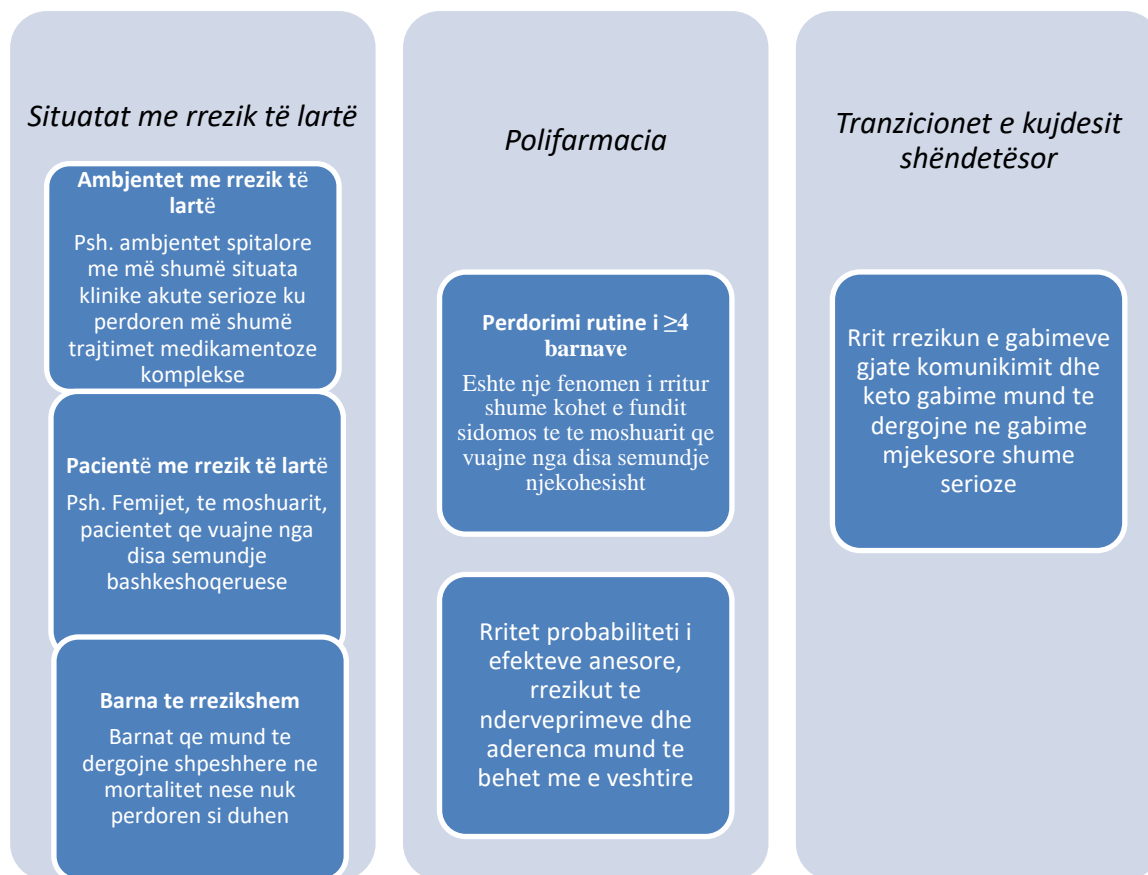 Situatat me rrezik të lartë
Ambjentet me rrezik të
lartë
Psh. ambjentet spitalore
me më shumë situata
klinike akute serioze ku
perdoren më shumë
trajtimet medikamentoze
komplekse
Pacientë me rrezik të lartë
Psh. Femijet, te moshuarit,
pacientet qe vuajne nga
disa semundje
bashkeshoqeruese
Barna te rrezikshem
Barnat qe mund te
dergojne shpeshhere ne
mortalitet nese nuk
perdoren si duhen
Polifarmacia
Perdorimi rutine i ≥4
barnave
Eshte nje fenomen i rritur
shume kohet e fundit
sidomos te te moshuarit qe
vuajne nga disa semundje
njekohesisht
Rritet probabiliteti i
efekteve anesore,
rrezikut te
nderveprimeve dhe
aderenca mund te
behet me e veshtire
Tranzicionet e kujdesit
shëndetësor
Rrit rrezikun e gabimeve
gjate komunikimit dhe
keto gabime mund te
dergojne ne gabime
mjekesore shume
serioze